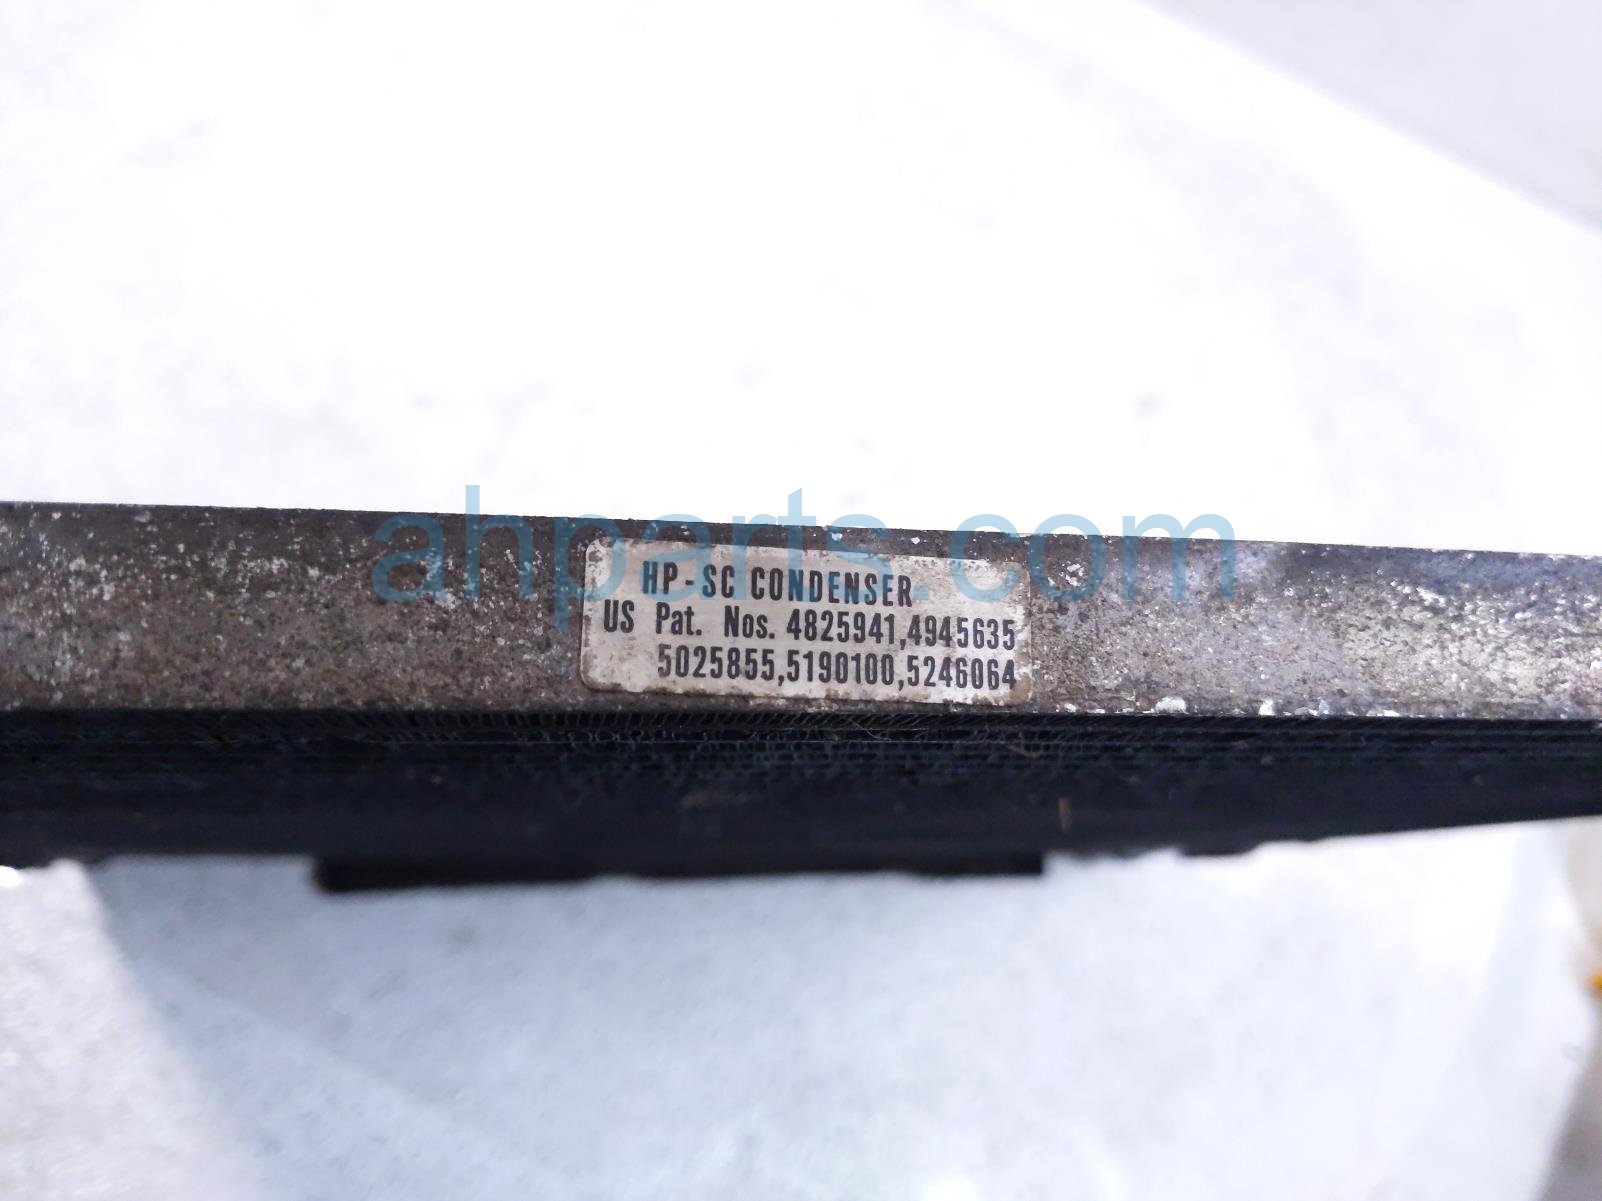 ahparts.com
HP-SC CONDENSER
US Pat. Nos. 4825941,4945635
5025855,5190100,5246064